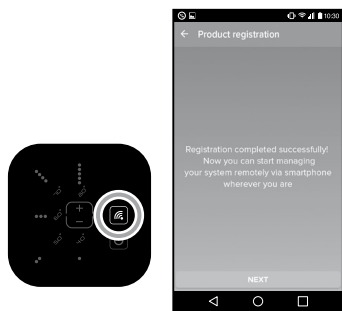 10:30
Product registration
Registration completed successfully!
Now you can start managing
your system remotely via smartphone
wherever you are
NEXT
+
−